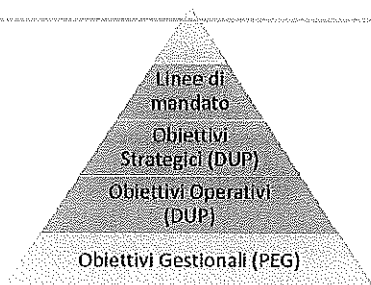 Linee di
mandato
Obiettivi
Strategici (DUP)
Obiettivi Operativi
(DUP)
Obiettivi Gestionali (PEG)